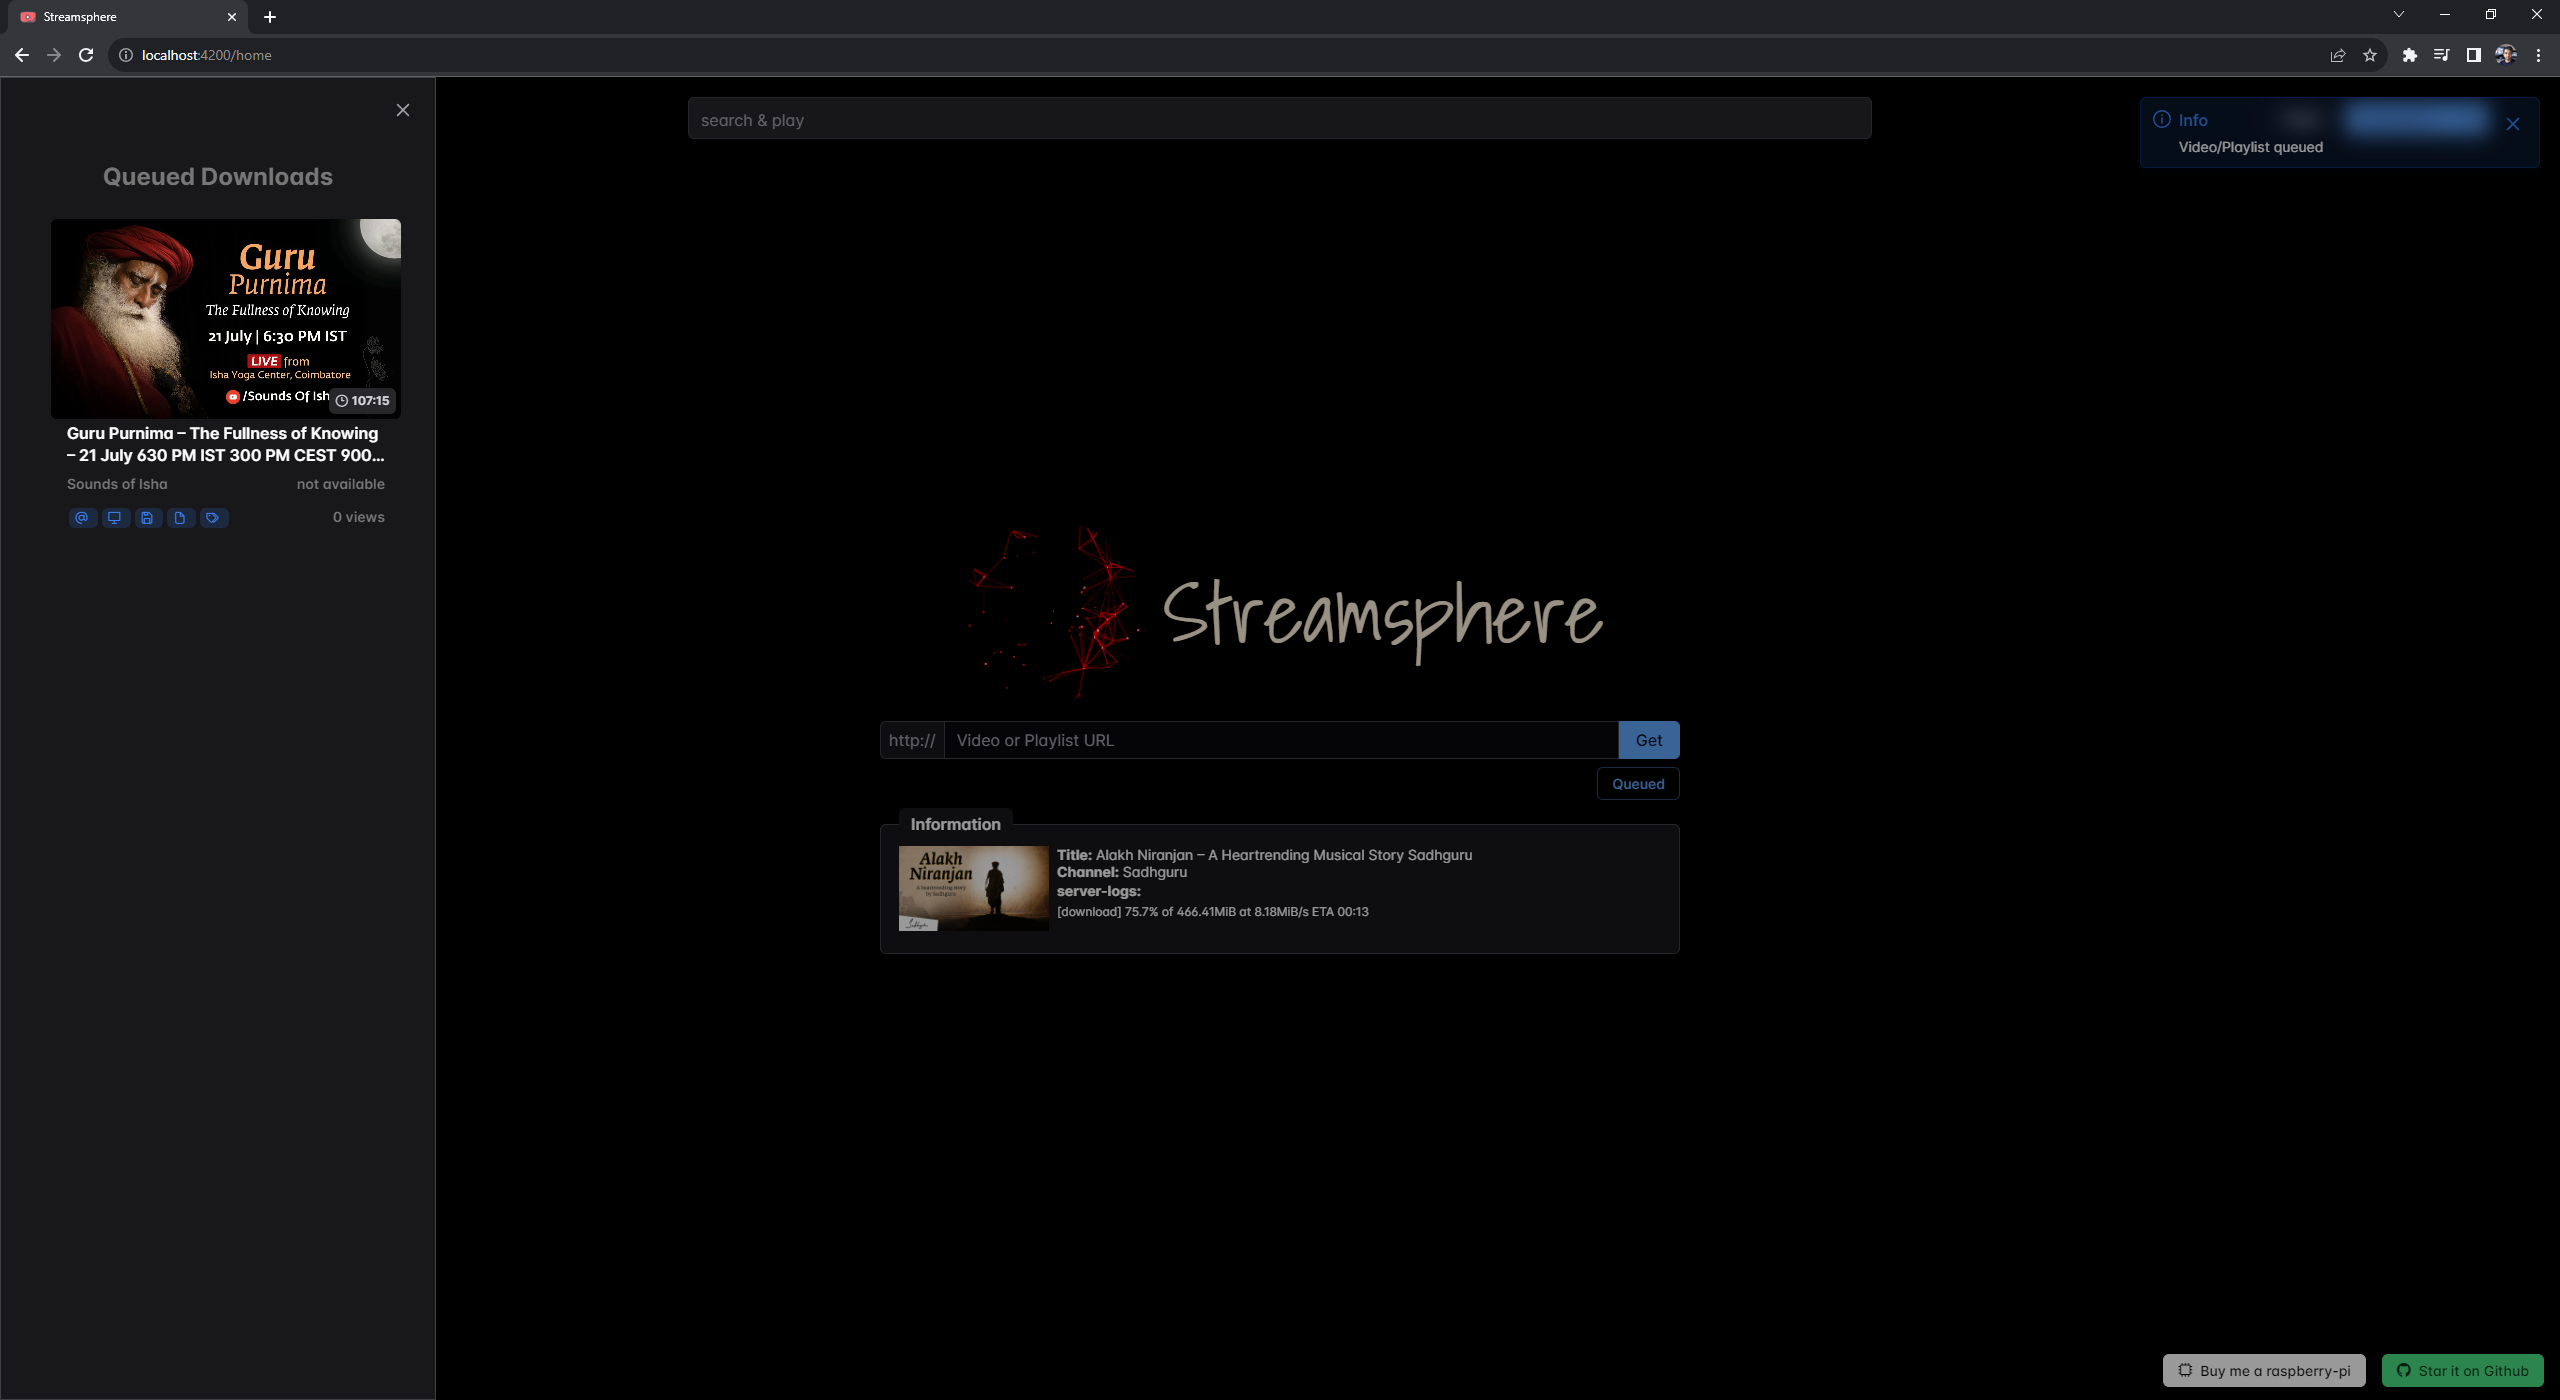 Streamsphere
localhost:4200/home
search & play
Info
Video/Playlist queued
Queued Downloads
Guru
Purnima
The Fullness of Knowing
21 July | 6:30 PM IST
LIVE from
Isha Yoga Center, Coimbatore
/Sounds Of Ish
107:15
Guru Purnima – The Fullness of Knowing
– 21 July 630 PM IST 300 PM CEST 900...
Sounds of Isha not available
0 views
Streamsphere
http:// Video or Playlist URL Get
Queued
Information
Alakh
Niranjan
A heartrending story
by Sadhguru
Title: Alakh Niranjan – A Heartrending Musical Story Sadhguru
Channel: Sadhguru
server-logs:
[download] 75.7% of 466.41MiB at 8.18MiB/s ETA 00:13
Buy me a raspberry-pi
Star it on Github